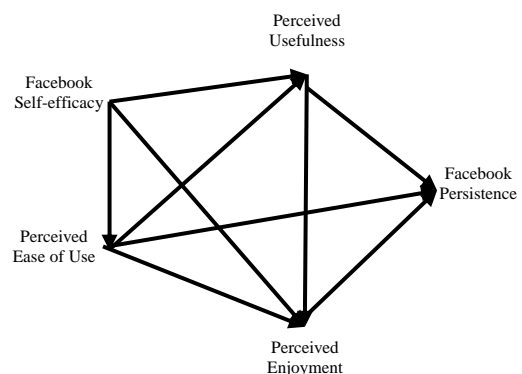 Perceived
Usefulness
Facebook
Self-efficacy
Facebook
Persistence
Perceived
Ease of Use
Perceived
Enjoyment